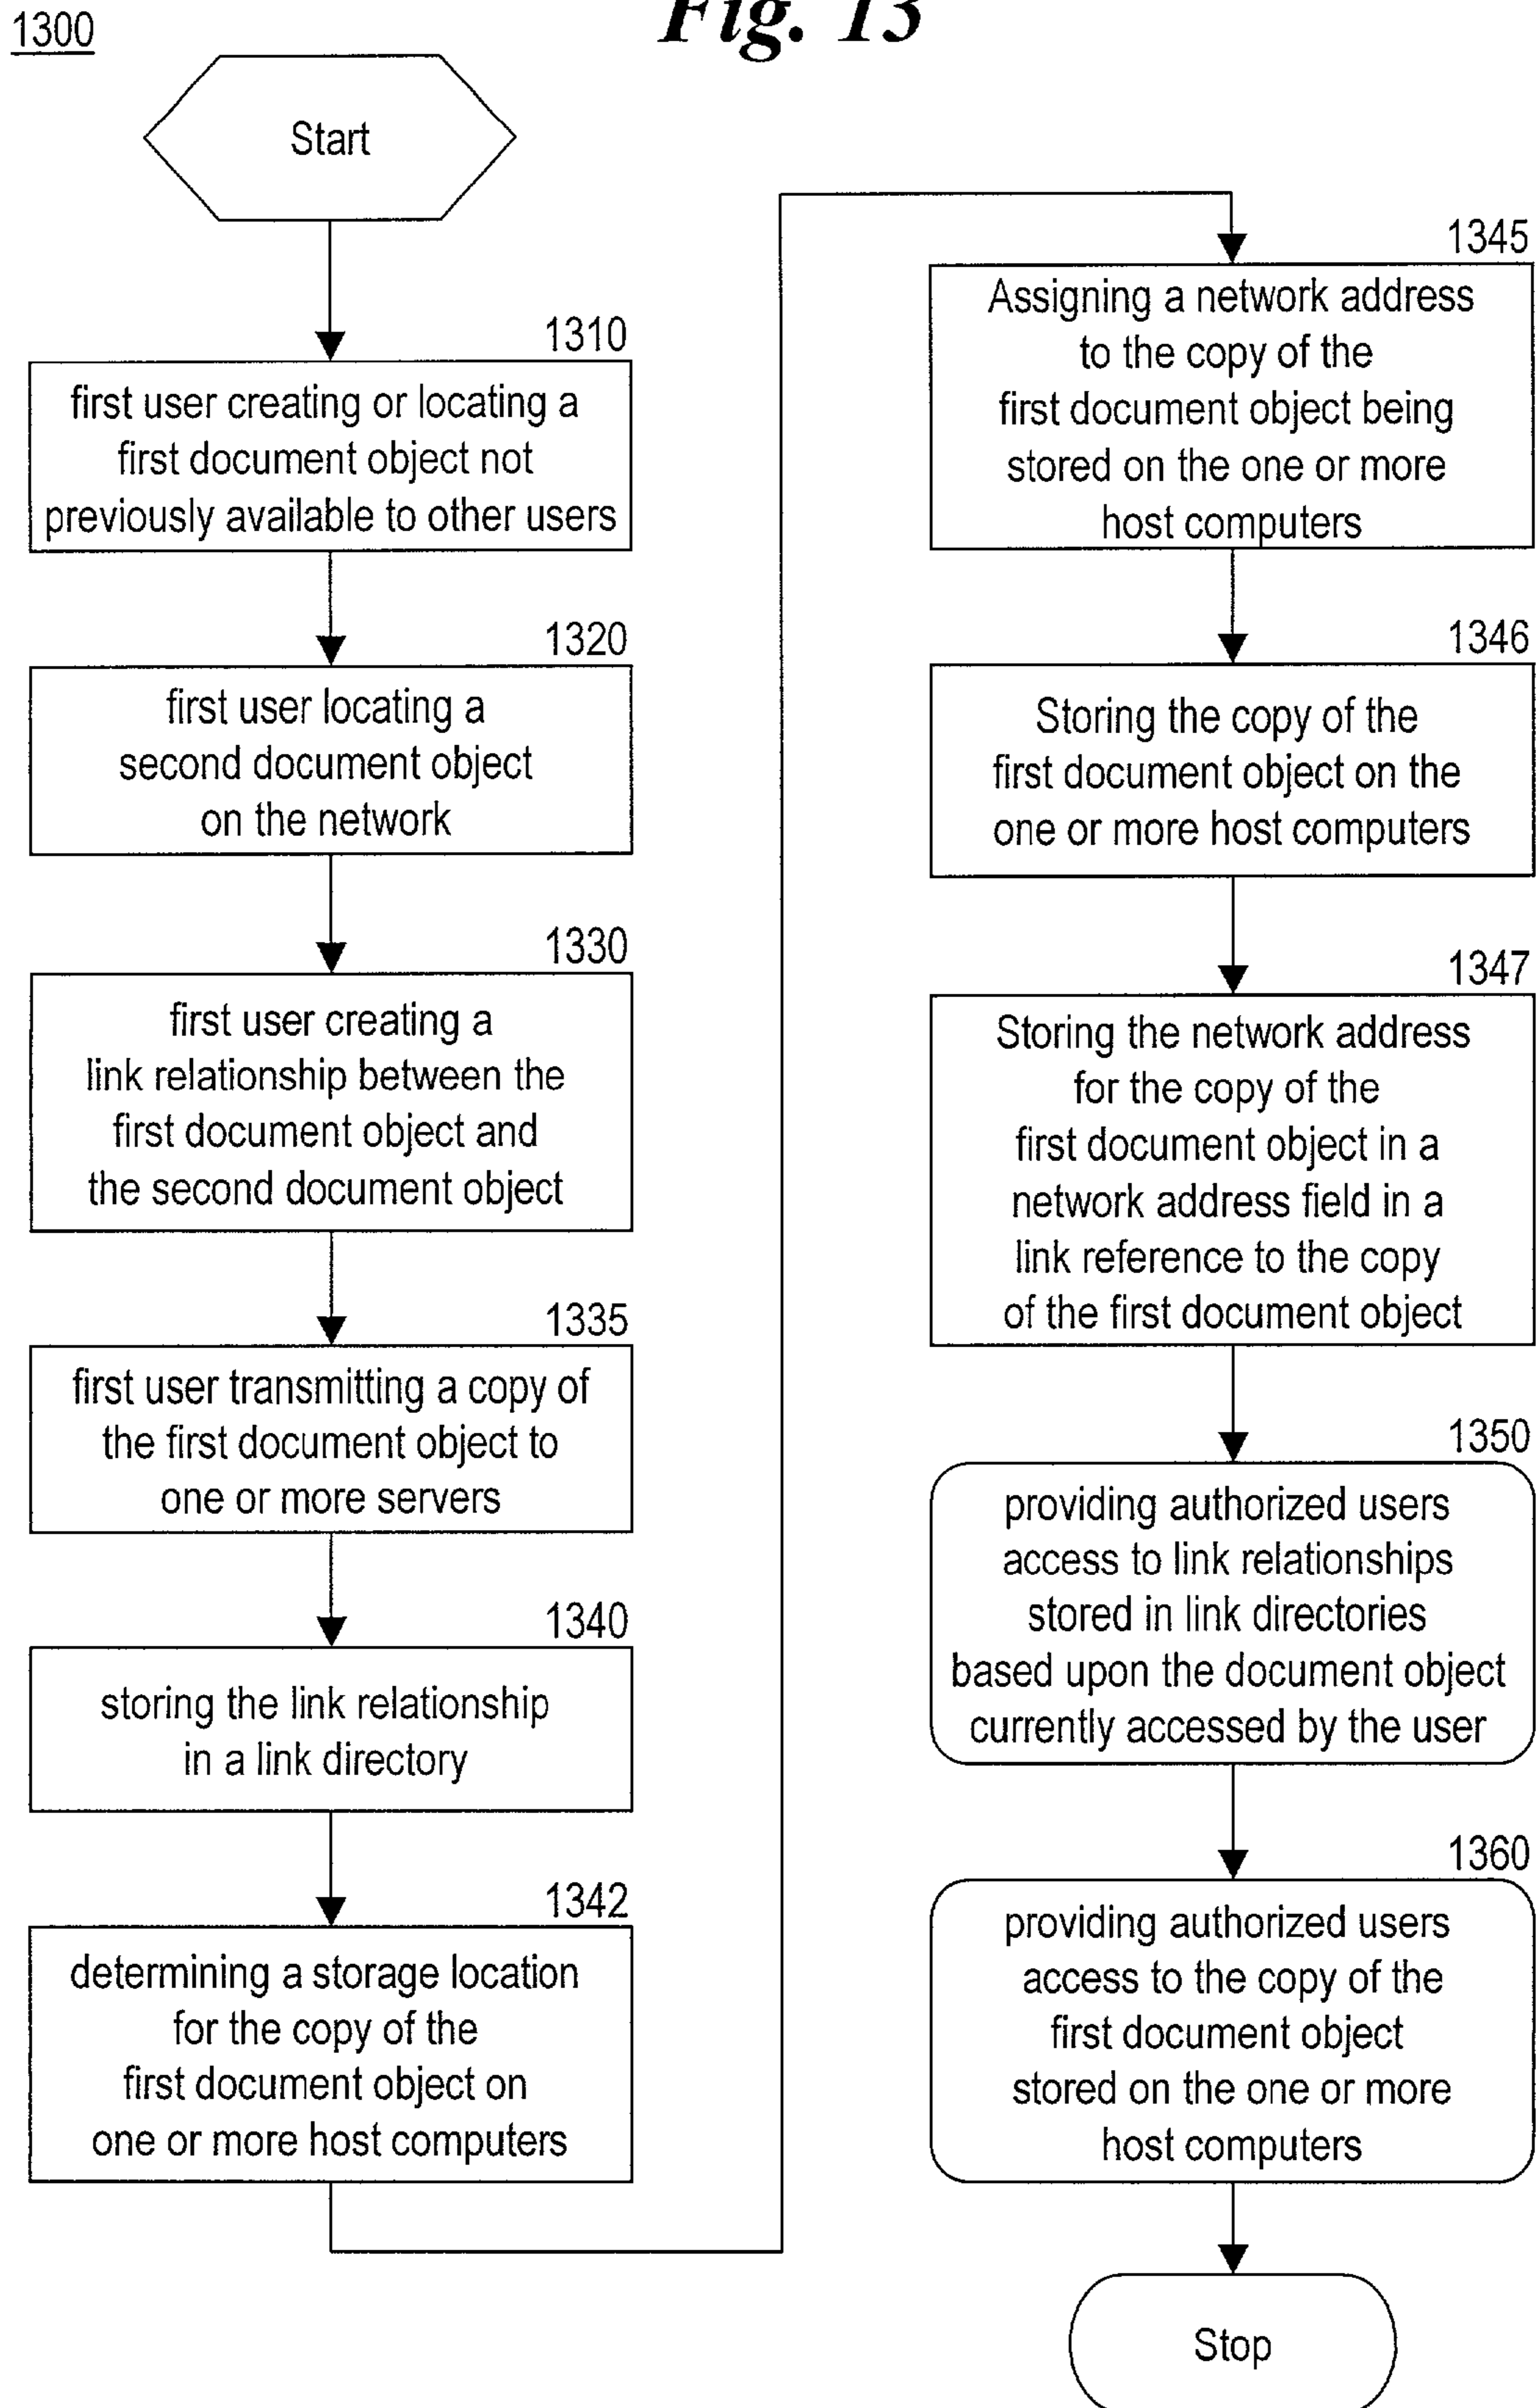 Fig. 13
1300
Start
1310
first user creating or locating a
first document object not
previously available to other users
1320
first user locating a
second document object
on the network
1330
first user creating a
link relationship between the
first document object and
the second document object
1335
first user transmitting a copy of
the first document object to
one or more servers
1340
storing the link relationship
in a link directory
1342
determining a storage location
for the copy of the
first document object on
one or more host computers
1345
Assigning a network address
to the copy of the
first document object being
stored on the one or more
host computers
1346
Storing the copy of the
first document object on the
one or more host computers
1347
Storing the network address
for the copy of the
first document object in a
network address field in a
link reference to the copy
of the first document object
1350
providing authorized users
access to link relationships
stored in link directories
based upon the document object
currently accessed by the user
1360
providing authorized users
access to the copy of the
first document object
stored on the one or more
host computers
Stop